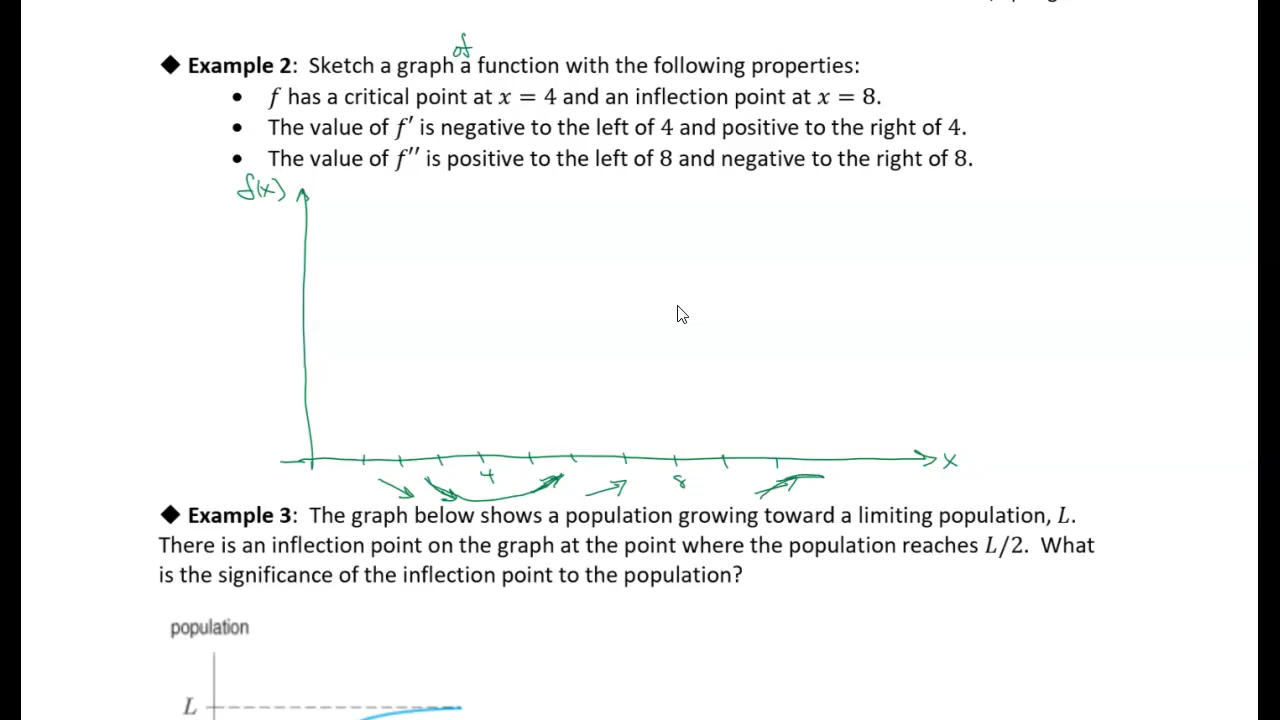 of
◆ Example 2: Sketch a graph a function with the following properties:
• f has a critical point at x = 4 and an inflection point at x = 8.
• The value of f′ is negative to the left of 4 and positive to the right of 4.
• The value of f″ is positive to the left of 8 and negative to the right of 8.
f(x)
x
4 8
◆ Example 3: The graph below shows a population growing toward a limiting population, L.
There is an inflection point on the graph at the point where the population reaches L/2. What
is the significance of the inflection point to the population?
population
L